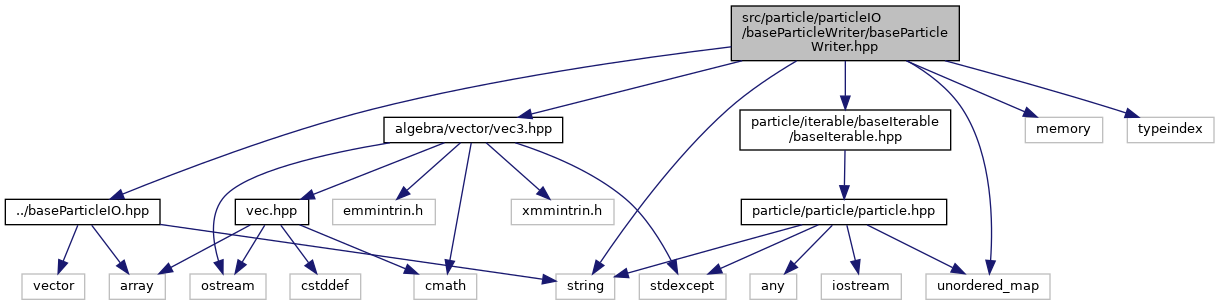 src/particle/particleIO
/baseParticleWriter/baseParticle
Writer.hpp
algebra/vector/vec3.hpp
particle/iterable/baseIterable
/baseIterable.hpp
memory
typeindex
../baseParticleIO.hpp
vec.hpp
emmintrin.h
xmmintrin.h
particle/particle/particle.hpp
vector
array
ostream
cstddef
cmath
string
stdexcept
any
iostream
unordered_map